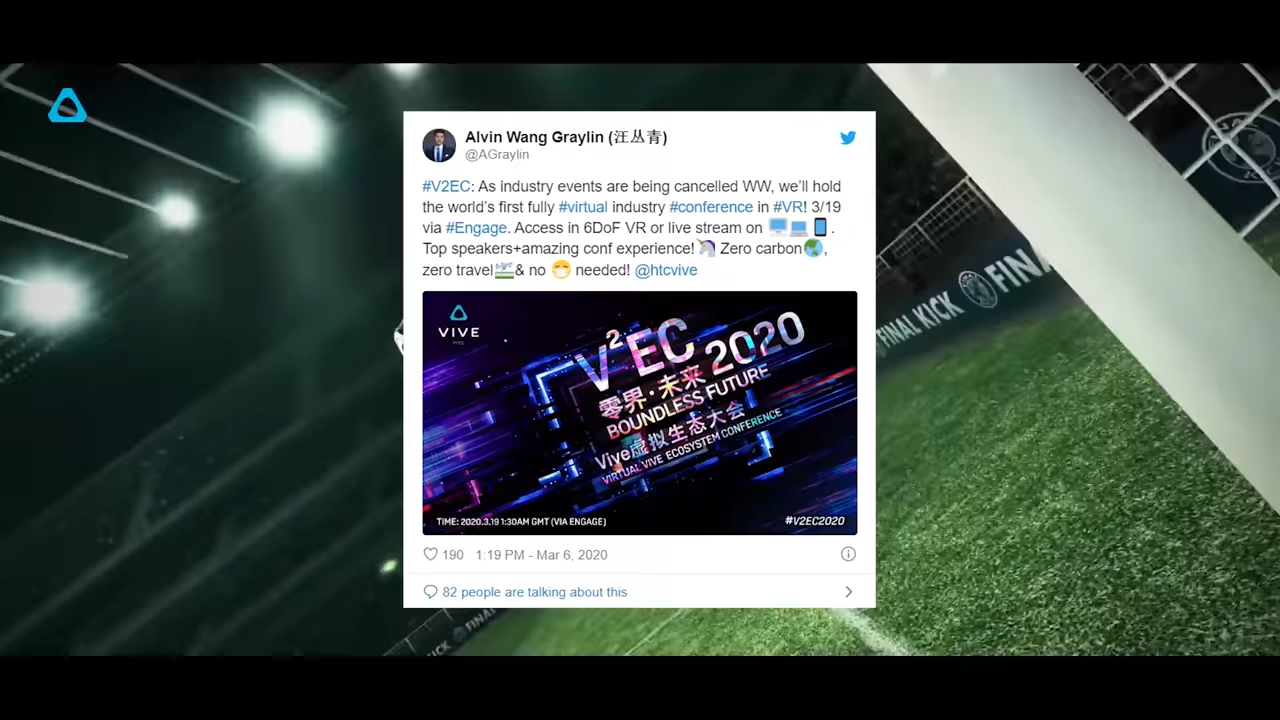 Alvin Wang Graylin (汪丛青)
@AGraylin
#V2EC: As industry events are being cancelled WW, we'll hold
the world's first fully #virtual industry #conference in #VR! 3/19
via #Engage. Access in 6DoF VR or live stream on 🖥️💻📱.
Top speakers+amazing conf experience!🦄 Zero carbon🌏,
zero travel🛫& no 😷 needed! @htcvive
VIVE
V²EC 2020
零界·未来
BOUNDLESS FUTURE
Vive虚拟生态大会
VIRTUAL VIVE ECOSYSTEM CONFERENCE
TIME: 2020.3.19 1:30AM GMT (VIA ENGAGE)
#V2EC2020
190 1:19 PM - Mar 6, 2020
82 people are talking about this
FINAL KICK
FINA
ICK
FINAL